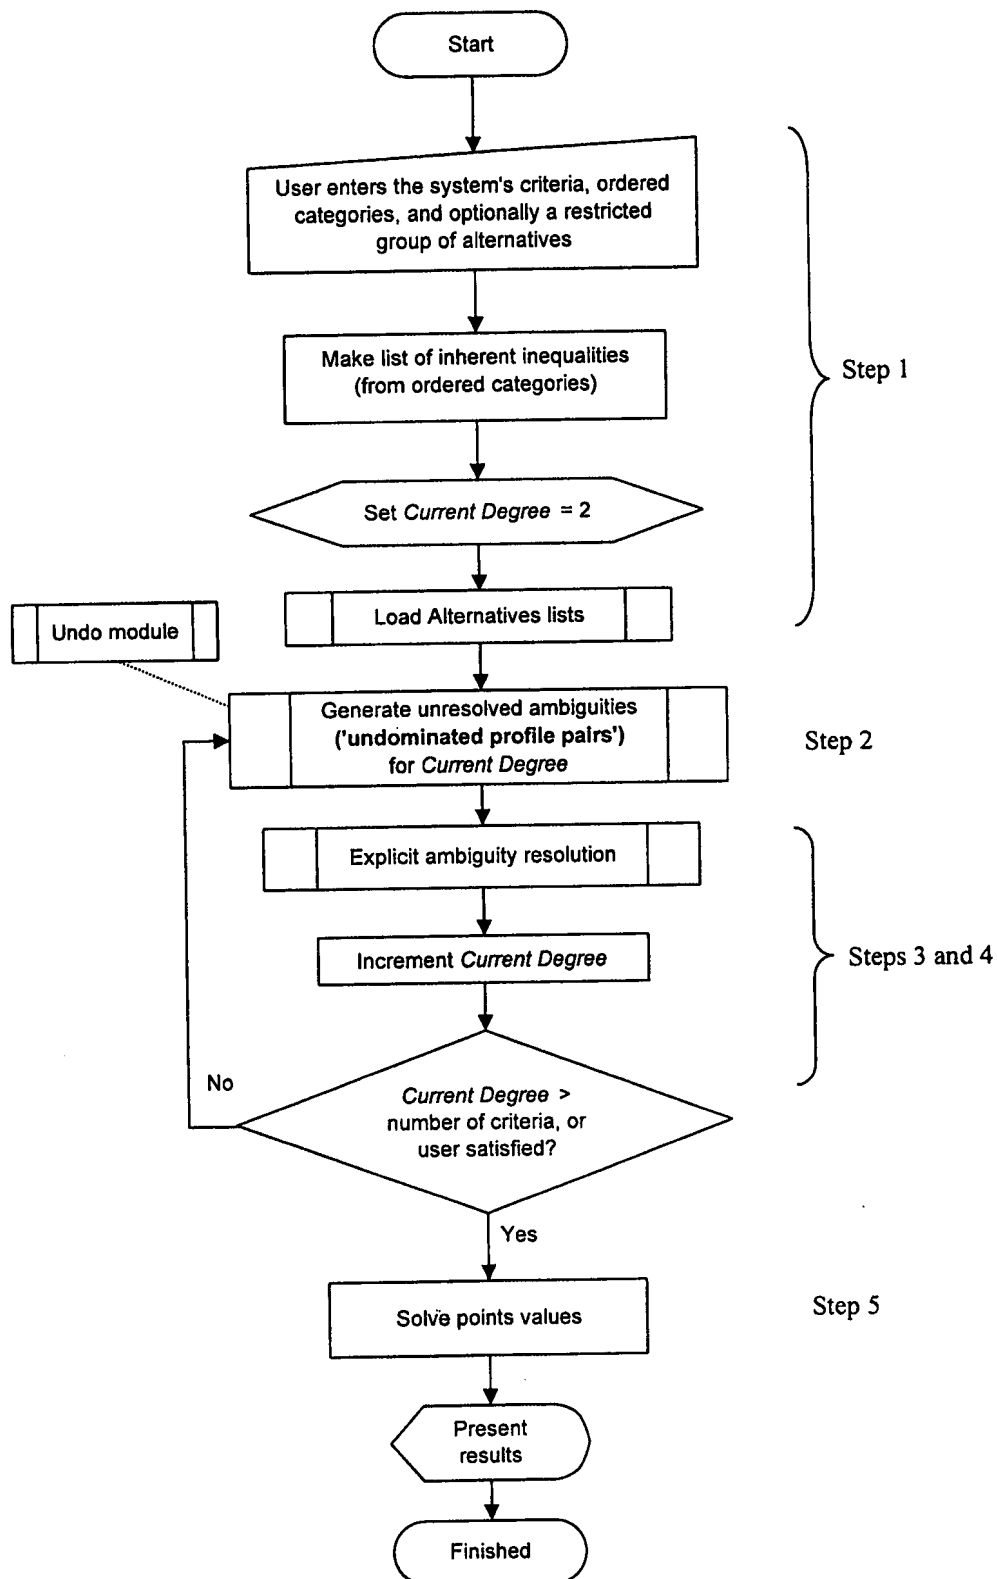 Start
User enters the system's criteria, ordered
categories, and optionally a restricted
group of alternatives
Make list of inherent inequalities
(from ordered categories)
Step 1
Set Current Degree = 2
Load Alternatives lists
Undo module
Generate unresolved ambiguities
('undominated profile pairs')
for Current Degree
Step 2
Explicit ambiguity resolution
Increment Current Degree
Steps 3 and 4
No
Current Degree >
number of criteria, or
user satisfied?
Yes
Solve points values
Step 5
Present
results
Finished